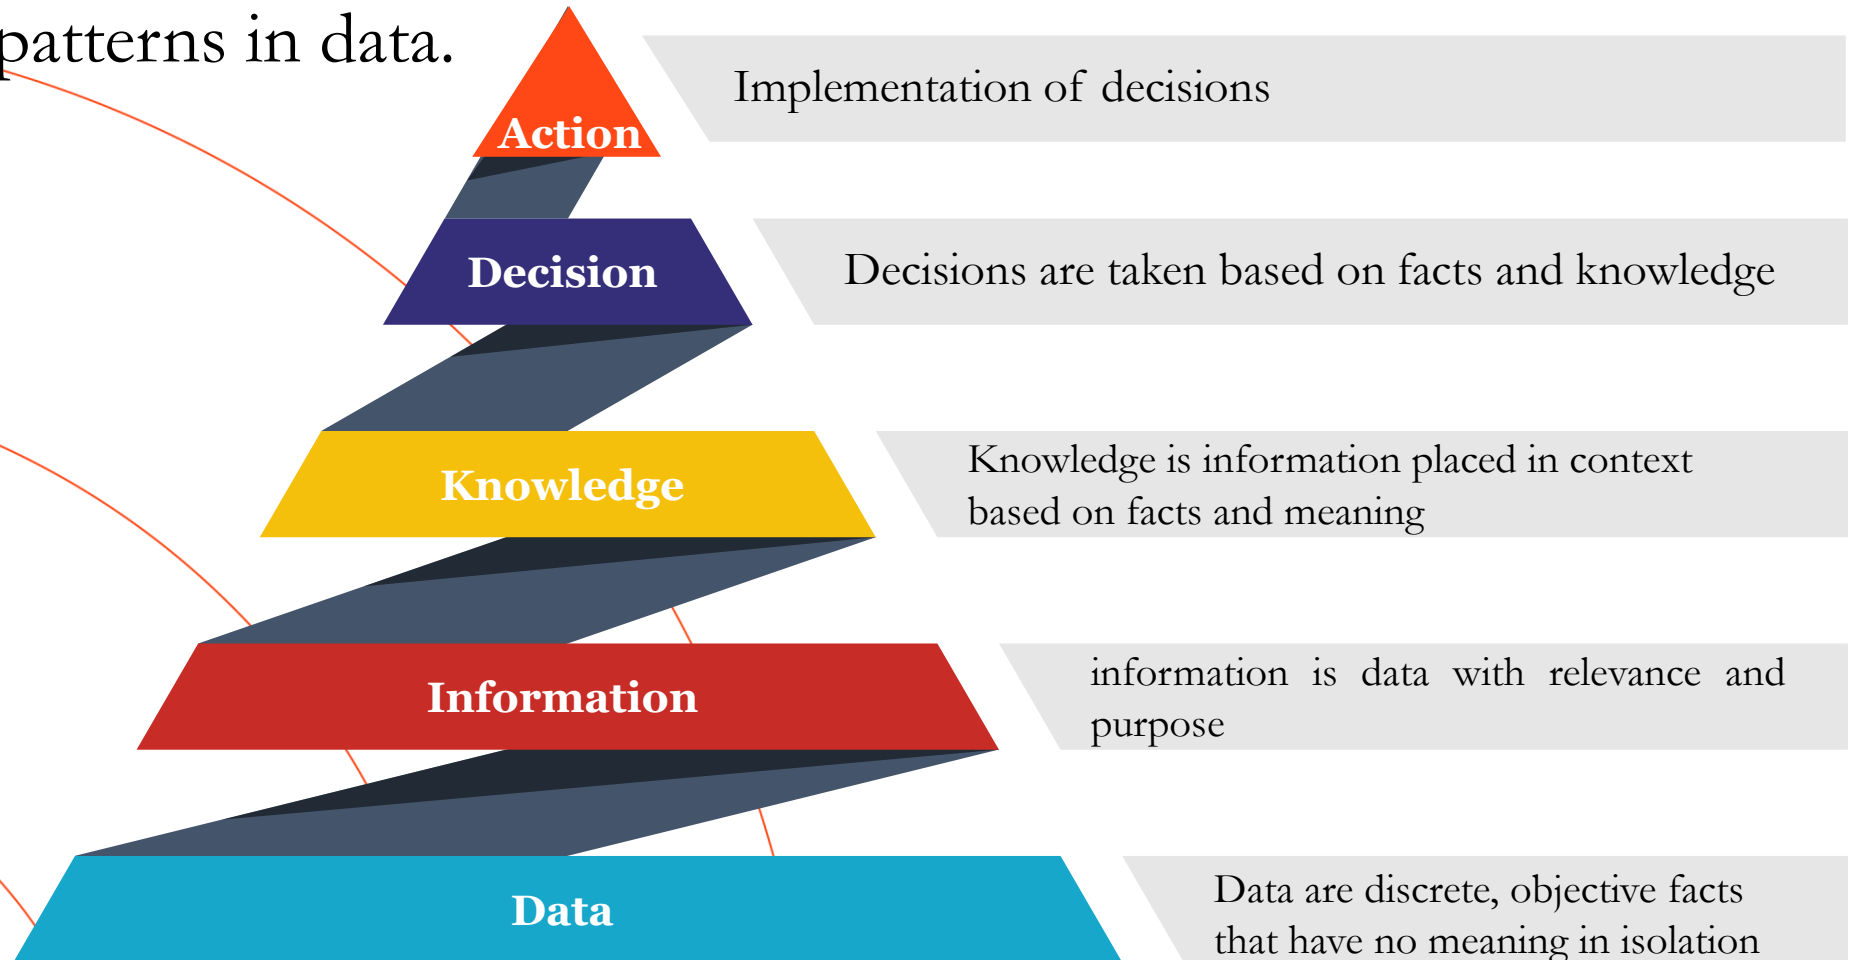 patterns in data.
Action
Implementation of decisions
Decision
Decisions are taken based on facts and knowledge
Knowledge
Knowledge is information placed in context
based on facts and meaning
Information
information is data with relevance and
purpose
Data
Data are discrete, objective facts
that have no meaning in isolation